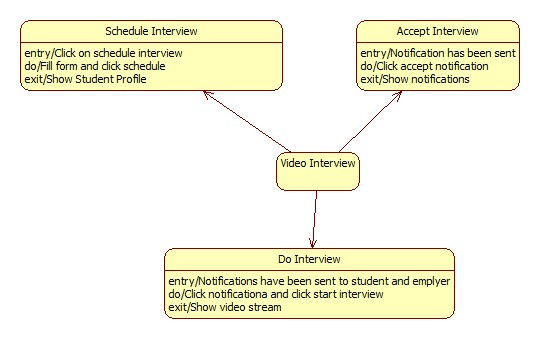 Schedule Interview
entry/Click on schedule interview
do/Fill form and click schedule
exit/Show Student Profile
Accept Interview
entry/Notification has been sent
do/Click accept notification
exit/Show notifications
Video Interview
Do Interview
entry/Notifications have been sent to student and emplyer
do/Click notificationa and click start interview
exit/Show video stream